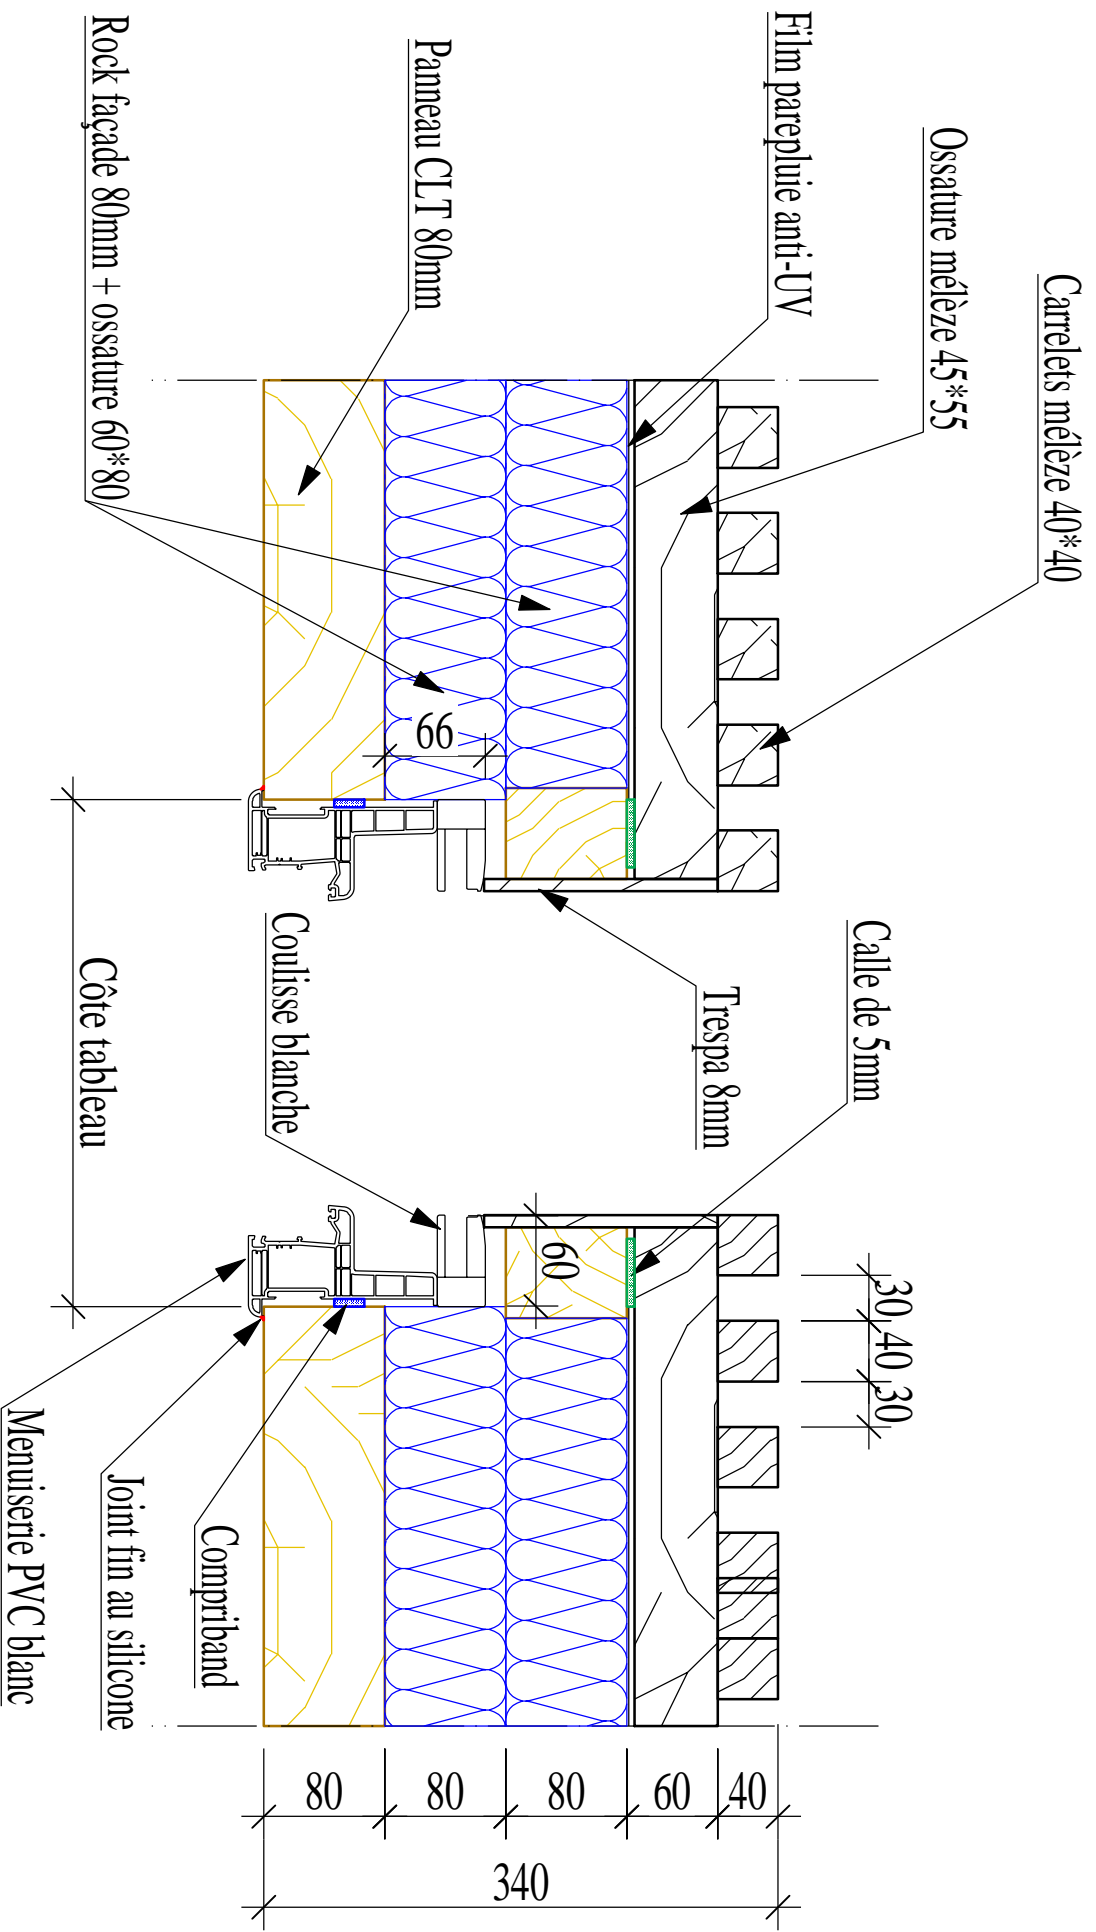 Carrelets mélèze 40*40
Ossature mélèze 45*55
Film parepluie anti-UV
Panneau CLT 80mm
Rock façade 80mm + ossature 60*80
66
Calle de 5mm
Trespa 8mm
Coulisse blanche
Côte tableau
60
30
40
30
Compriband
Joint fin au silicone
Menuiserie PVC blanc
40
60
80
80
80
340